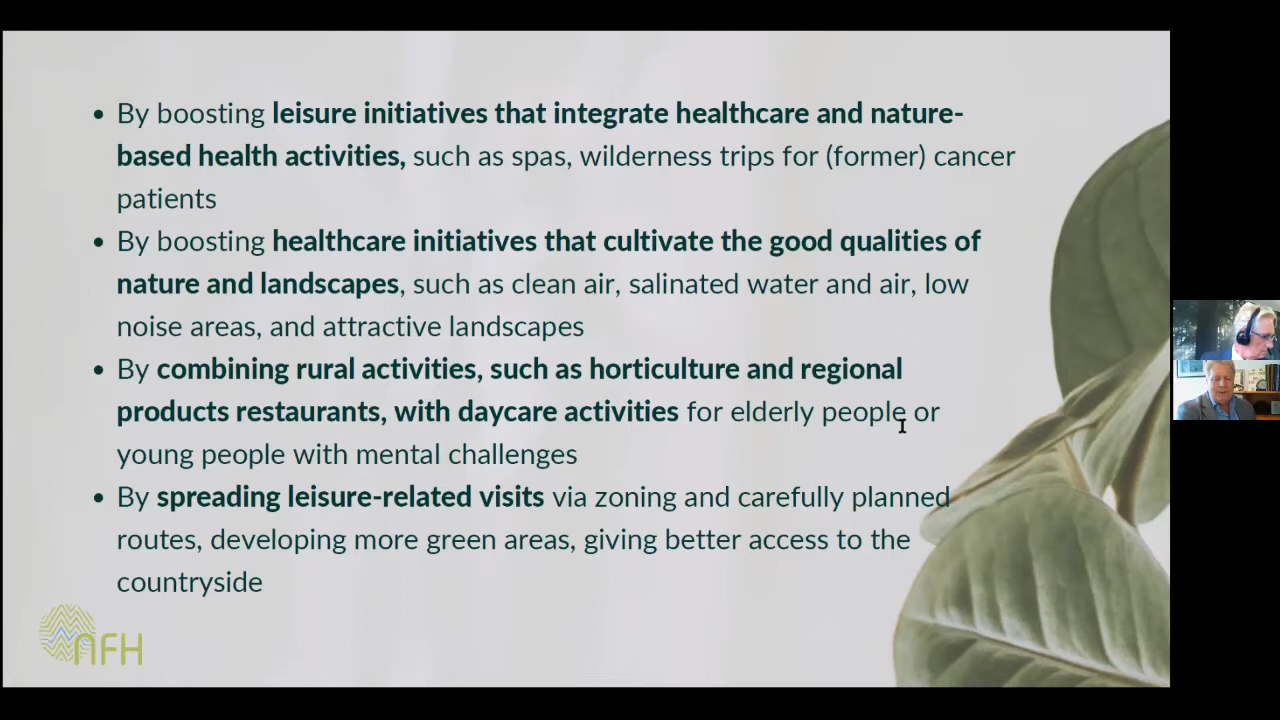 • By boosting leisure initiatives that integrate healthcare and nature-
based health activities, such as spas, wilderness trips for (former) cancer
patients
• By boosting healthcare initiatives that cultivate the good qualities of
nature and landscapes, such as clean air, salinated water and air, low
noise areas, and attractive landscapes
• By combining rural activities, such as horticulture and regional
products restaurants, with daycare activities for elderly people or
young people with mental challenges
• By spreading leisure-related visits via zoning and carefully planned
routes, developing more green areas, giving better access to the
countryside
NFH